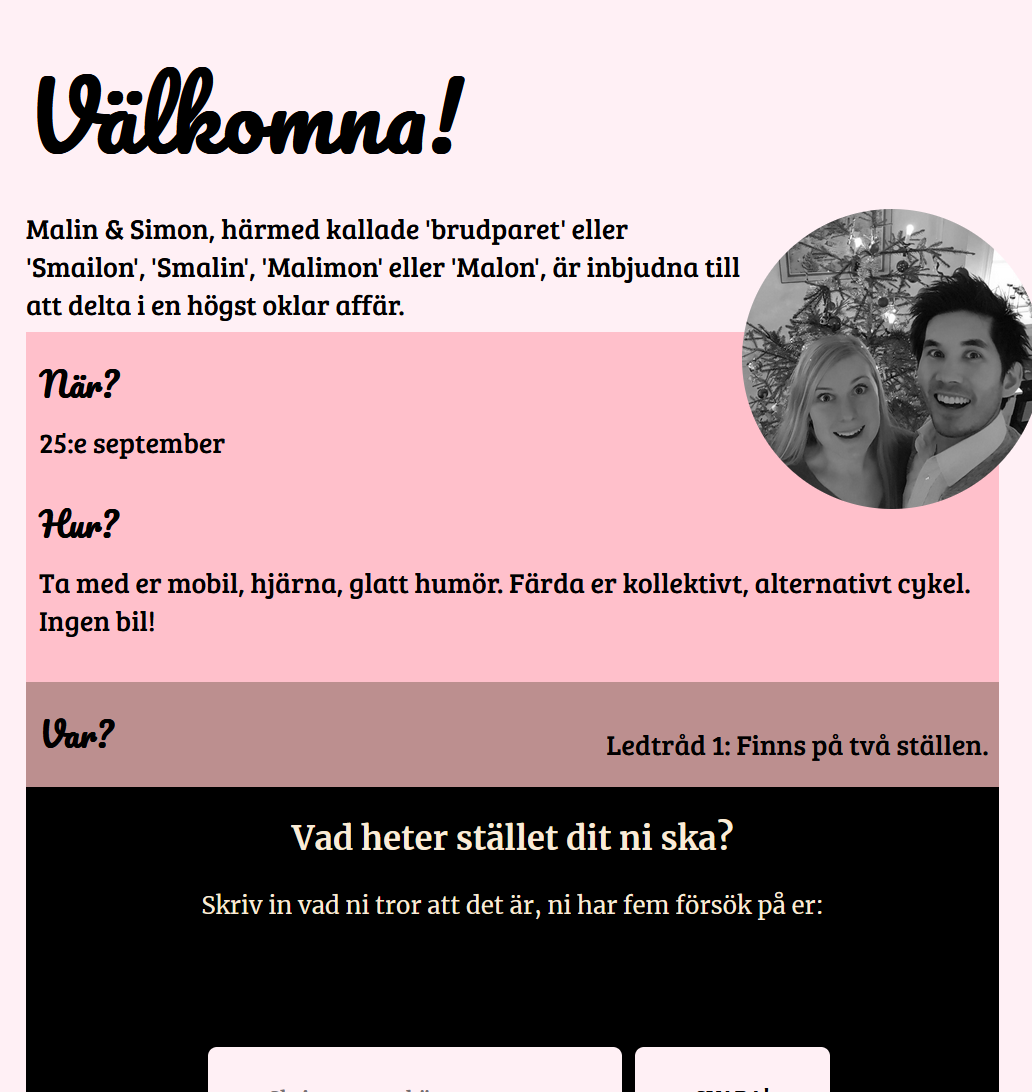 Välkomna!
Malin & Simon, härmed kallade 'brudparet' eller
'Smailon', 'Smalin', 'Malimon' eller 'Malon', är inbjudna till
att delta i en högst oklar affär.
När?
25:e september
Hur?
Ta med er mobil, hjärna, glatt humör. Färda er kollektivt, alternativt cykel.
Ingen bil!
Var?
Ledtråd 1: Finns på två ställen.
Vad heter stället dit ni ska?
Skriv in vad ni tror att det är, ni har fem försök på er: